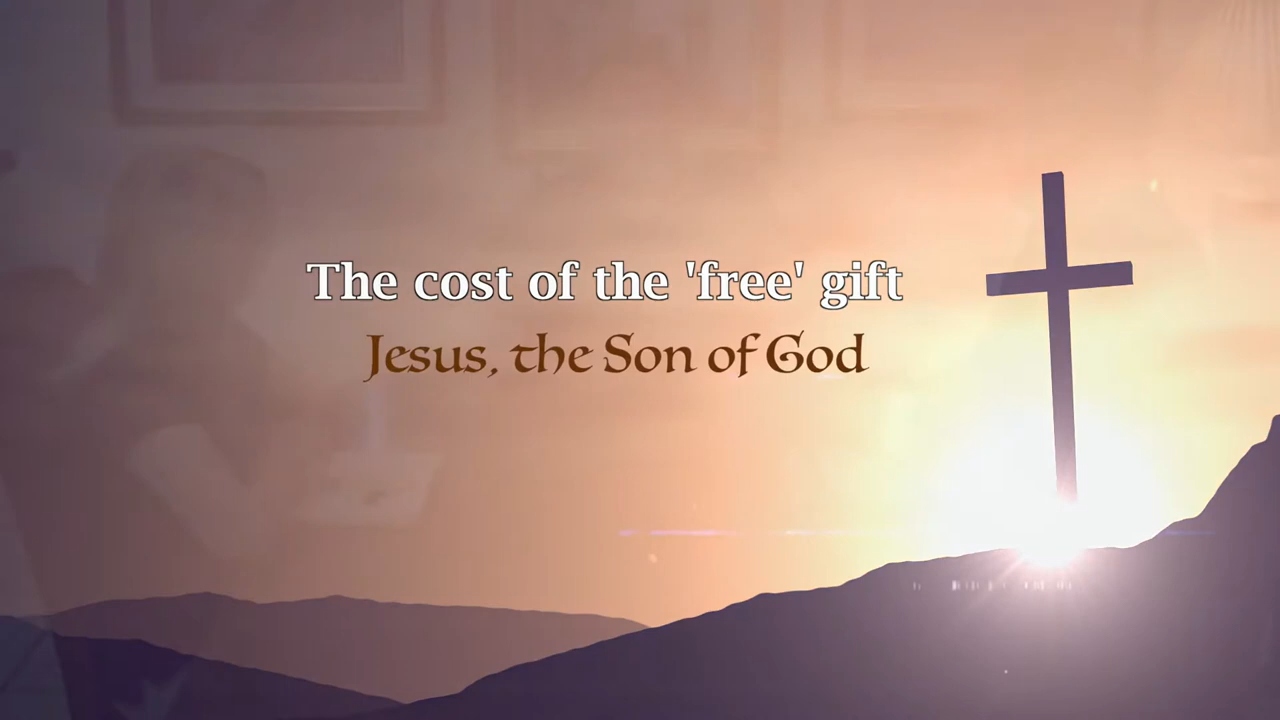 The cost of the 'free' gift
Jesus, the Son of God